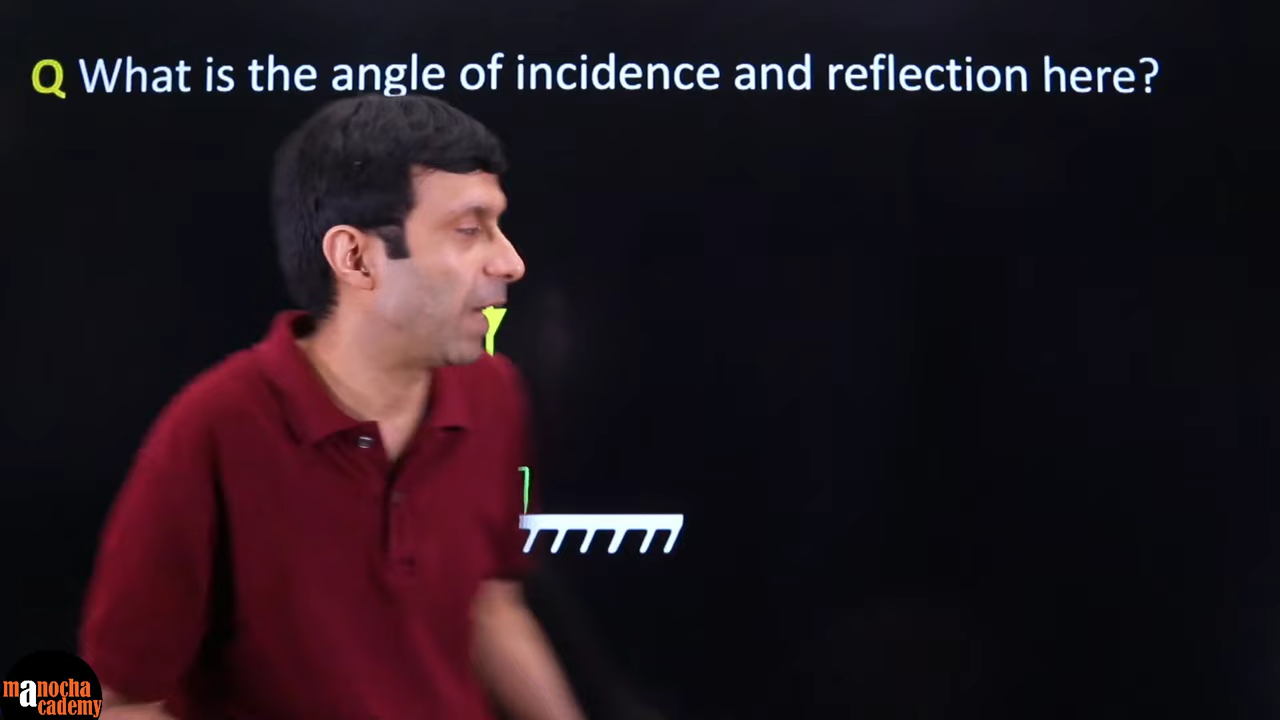 Q What is the angle of incidence and reflection here?
manocha
academy